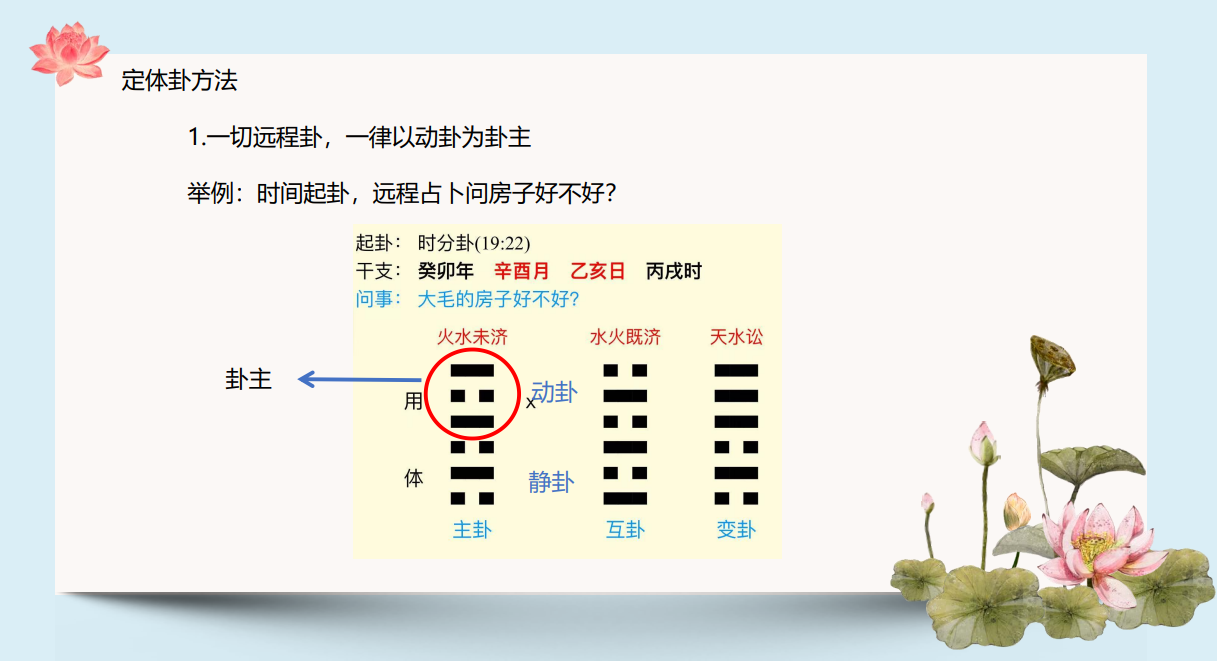 定体卦方法
1.一切远程卦，一律以动卦为卦主
举例：时间起卦，远程占卜问房子好不好？
起卦： 时分卦(19:22)
干支： 癸卯年 辛酉月 乙亥日 丙戌时
问事： 大毛的房子好不好?
火水未济 水火既济 天水讼
卦主
用 x 动卦
体 静卦
主卦 互卦 变卦